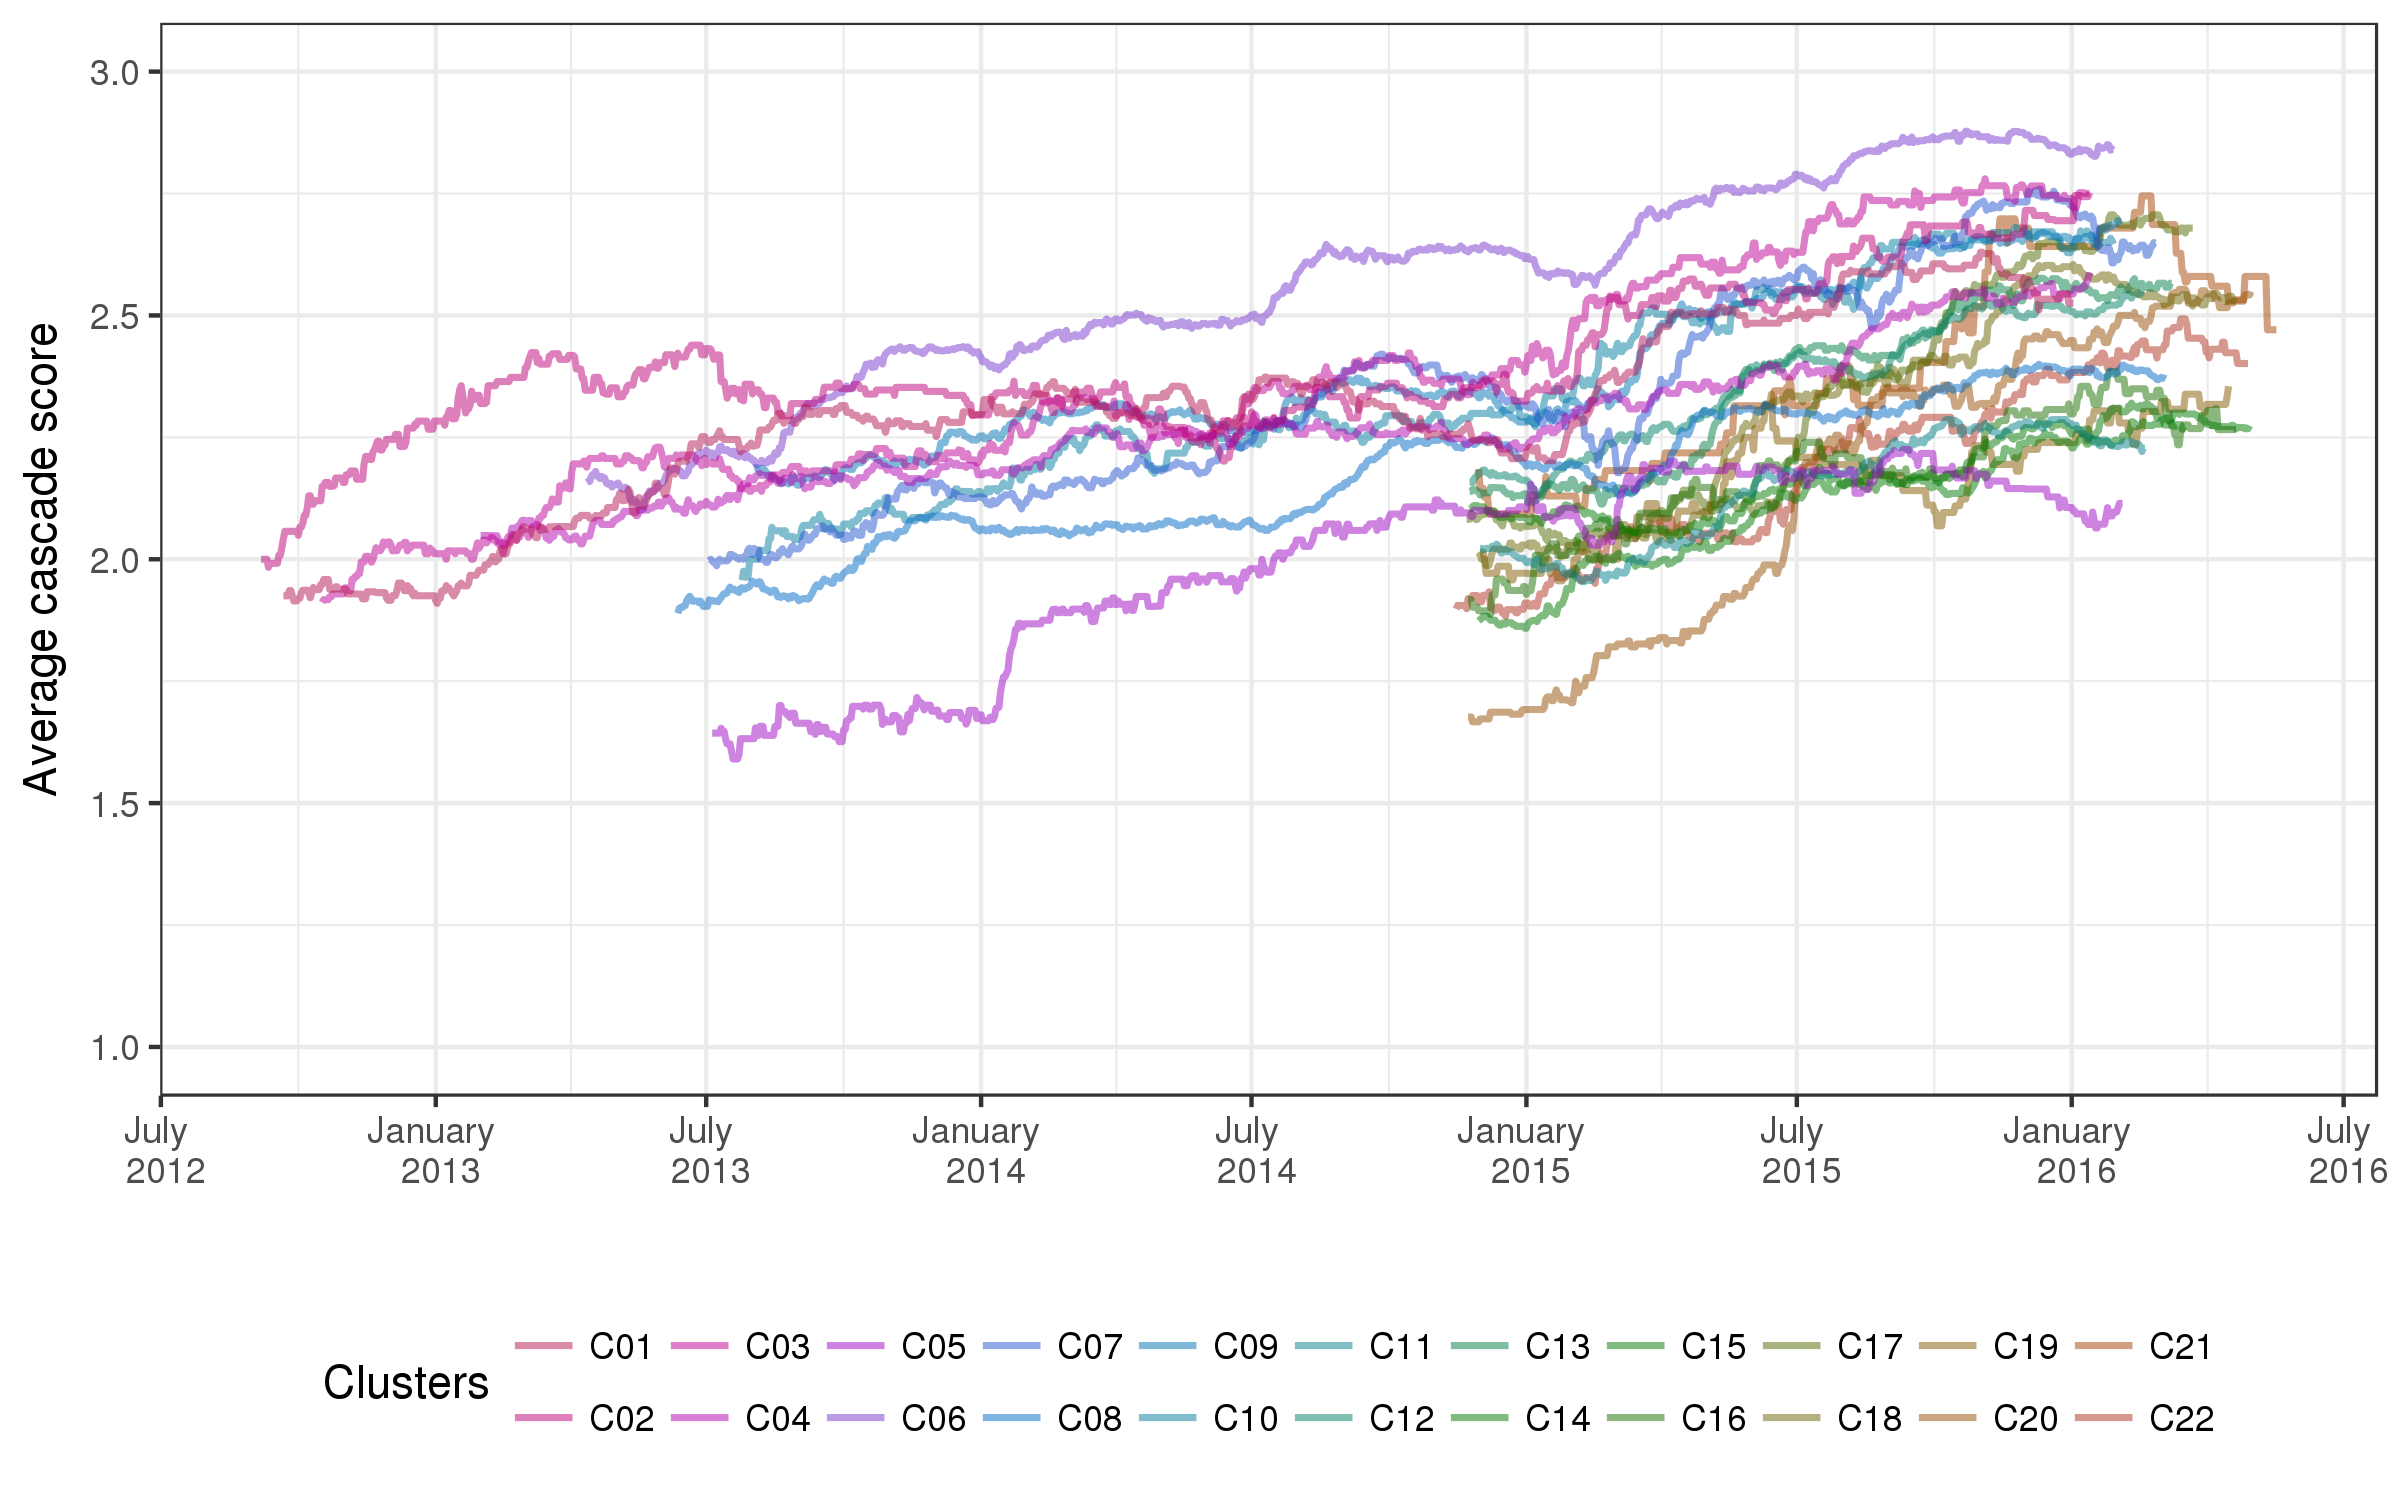 Average cascade score
3.0
2.5
2.0
1.5
1.0
July January July January July January July January July
2012 2013 2013 2014 2014 2015 2015 2016 2016
Clusters
C01 C03 C05 C07 C09 C11 C13 C15 C17 C19 C21
C02 C04 C06 C08 C10 C12 C14 C16 C18 C20 C22